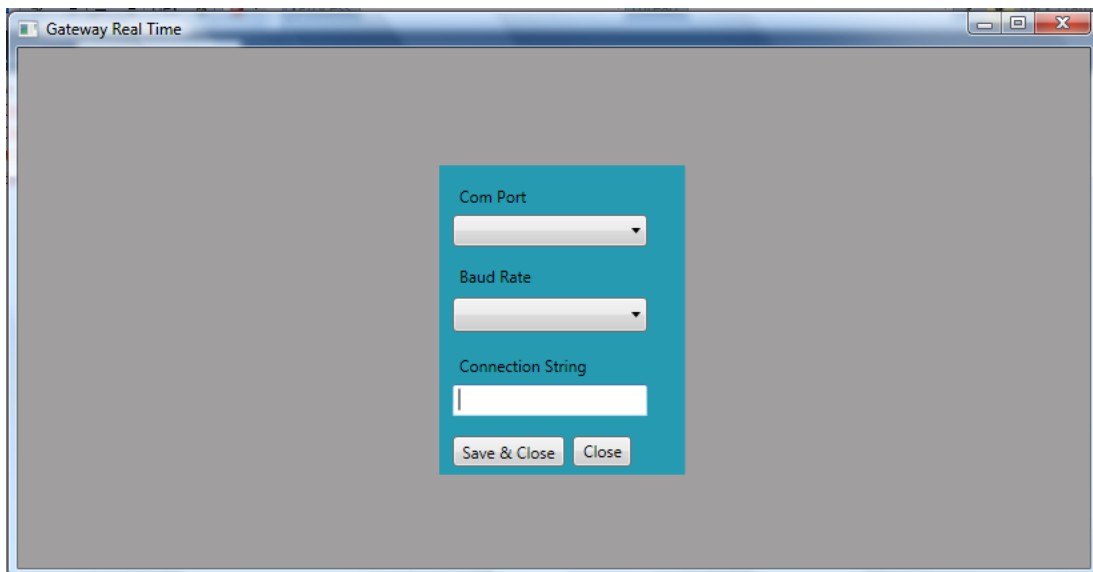 Gateway Real Time
Com Port
Baud Rate
Connection String
Save & Close
Close